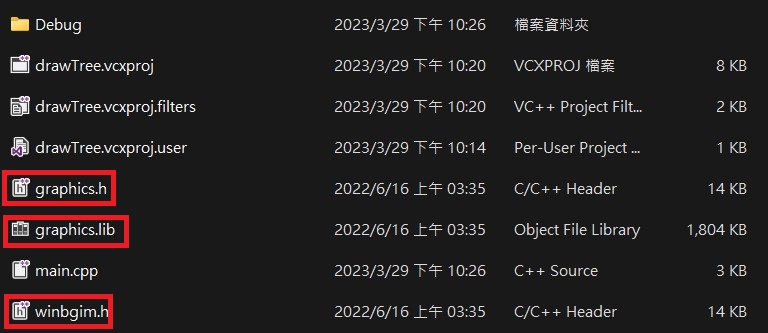 Debug 2023/3/29 下午 10:26 檔案資料夾
drawTree.vcxproj 2023/3/29 下午 10:20 VCXPROJ 檔案 8 KB
drawTree.vcxproj.filters 2023/3/29 下午 10:20 VC++ Project Filt... 2 KB
drawTree.vcxproj.user 2023/3/29 下午 10:14 Per-User Project ... 1 KB
graphics.h 2022/6/16 上午 03:35 C/C++ Header 14 KB
graphics.lib 2022/6/16 上午 03:35 Object File Library 1,804 KB
main.cpp 2023/3/29 下午 10:26 C++ Source 3 KB
winbgim.h 2022/6/16 上午 03:35 C/C++ Header 14 KB